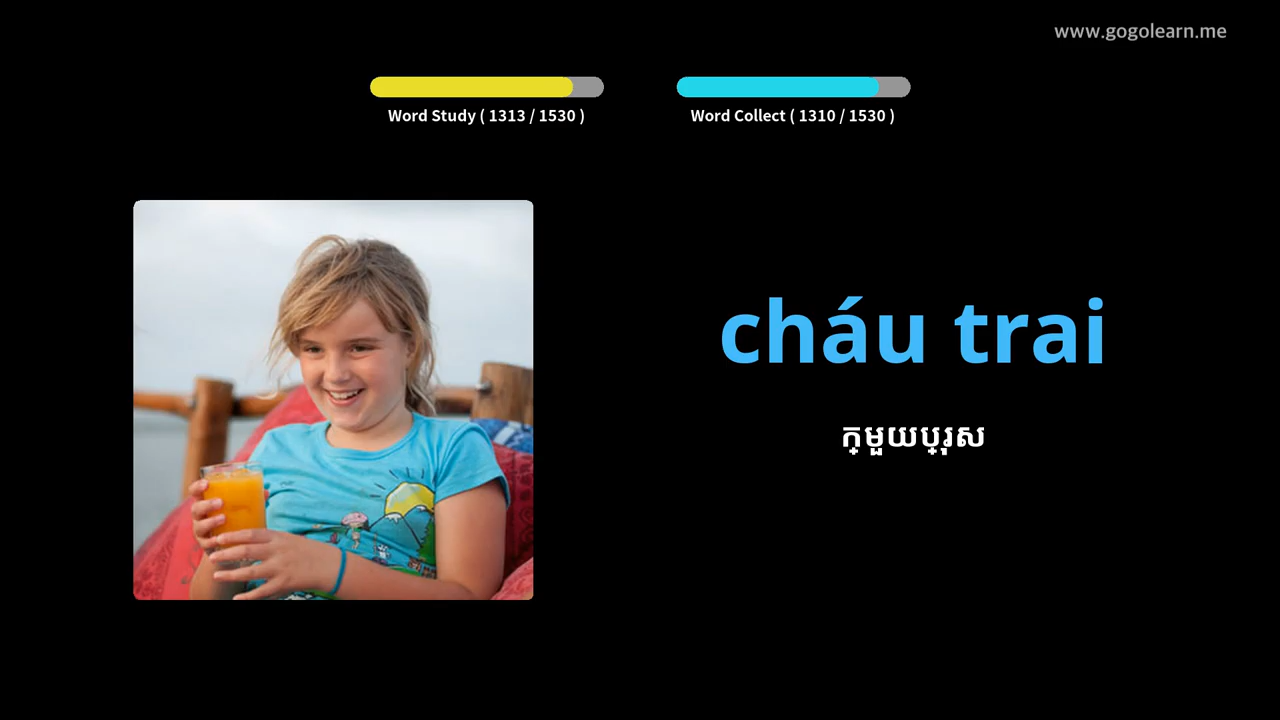 www.gogolearn.me
Word Study ( 1313 / 1530 )
Word Collect ( 1310 / 1530 )
cháu trai
ក្មួយប្រុស